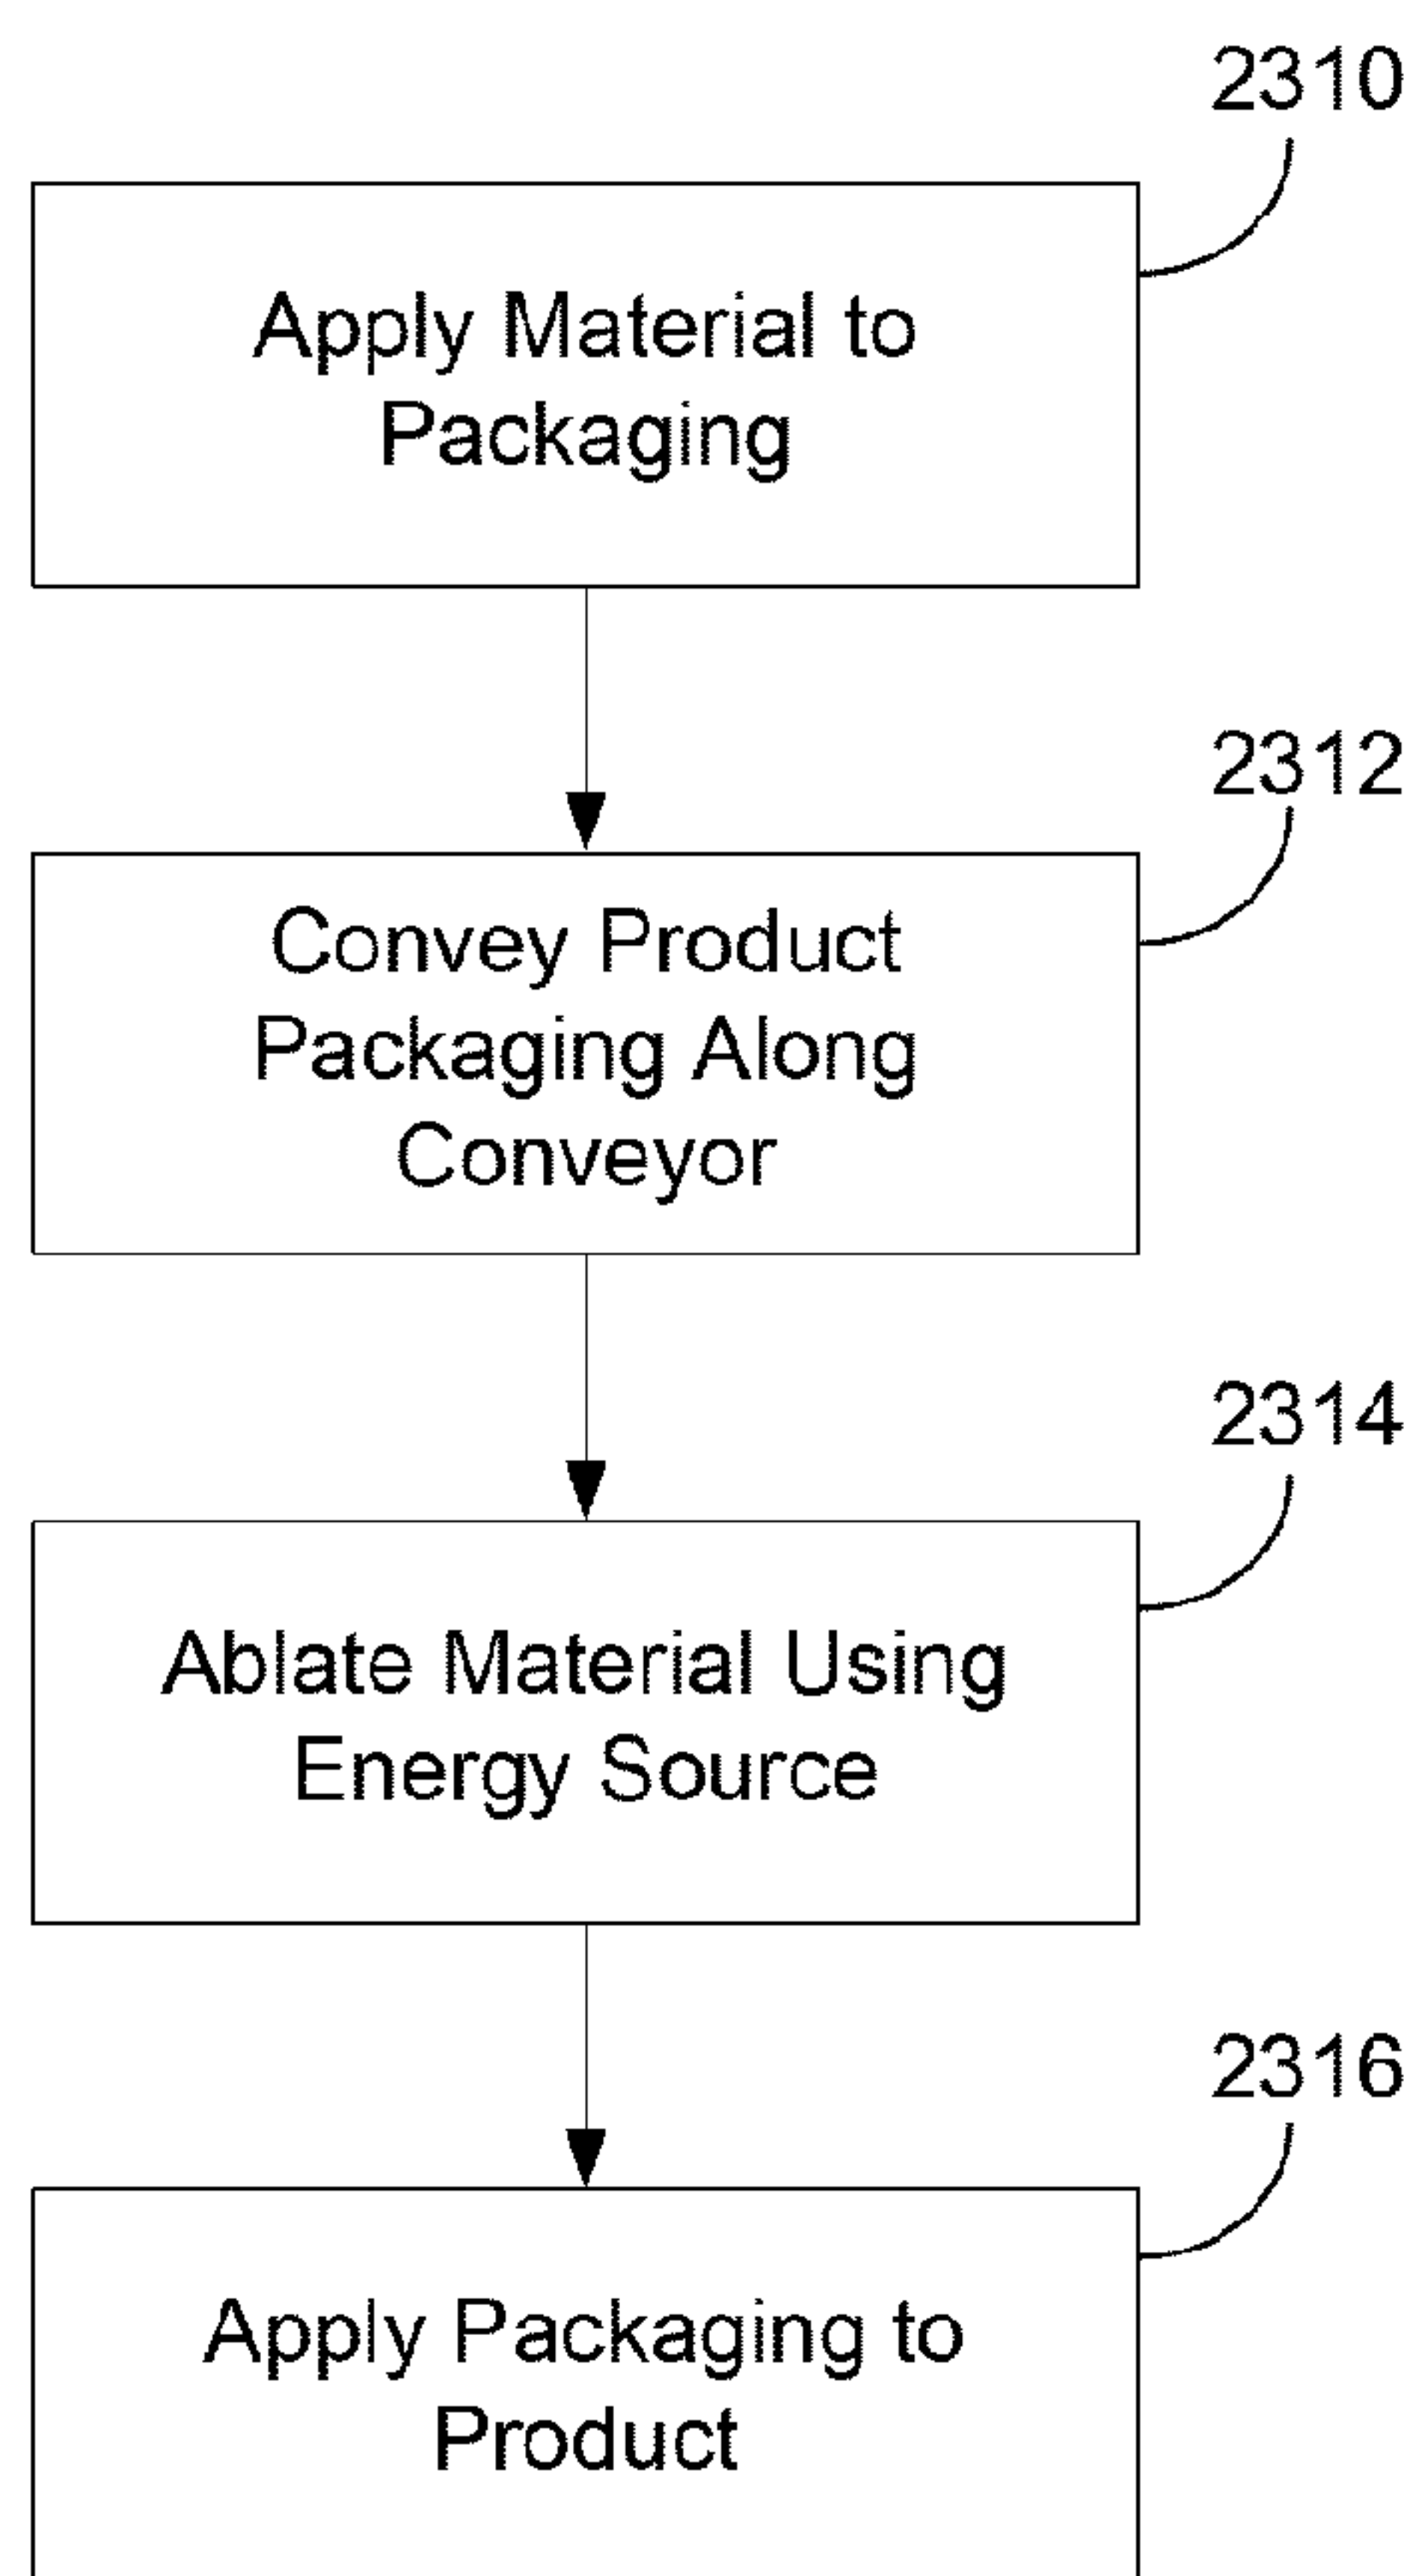 2310
Apply Material to
Packaging
2312
Convey Product
Packaging Along
Conveyor
2314
Ablate Material Using
Energy Source
2316
Apply Packaging to
Product